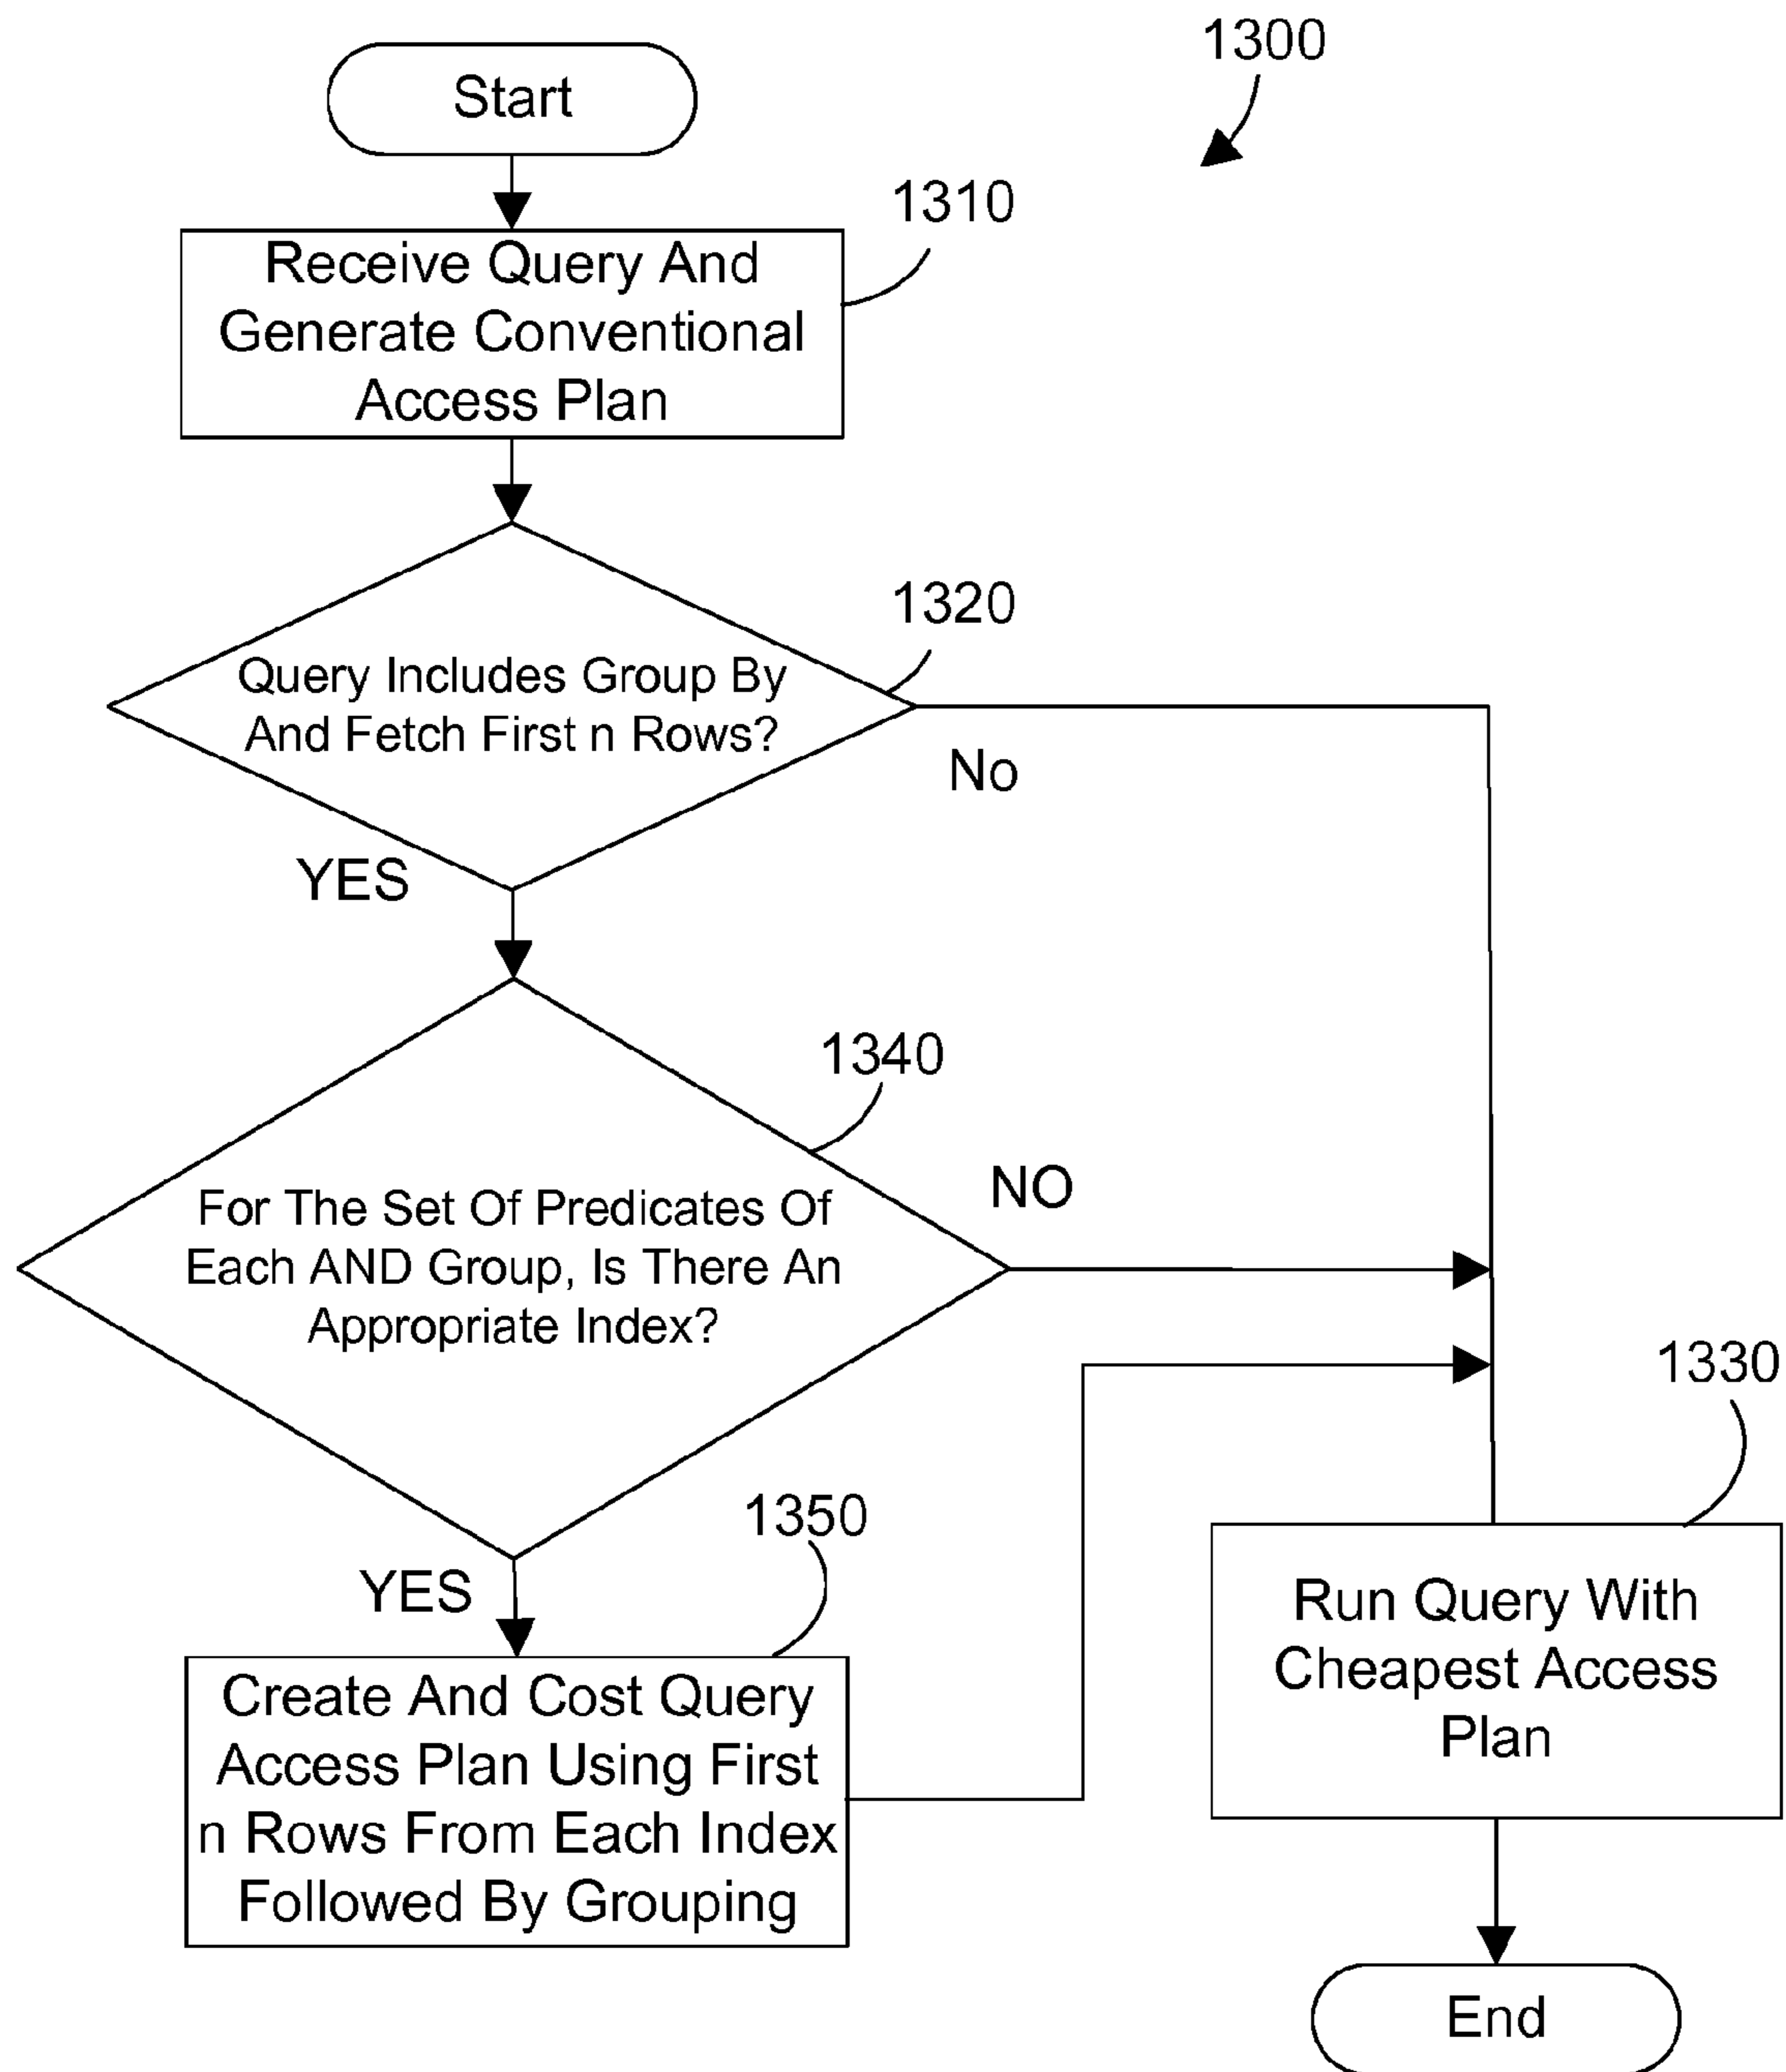 1300
Start
1310
Receive Query And
Generate Conventional
Access Plan
1320
Query Includes Group By
And Fetch First n Rows?
No
YES
1340
For The Set Of Predicates Of
Each AND Group, Is There An
Appropriate Index?
NO
1330
YES
1350
Create And Cost Query
Access Plan Using First
n Rows From Each Index
Followed By Grouping
Run Query With
Cheapest Access
Plan
End